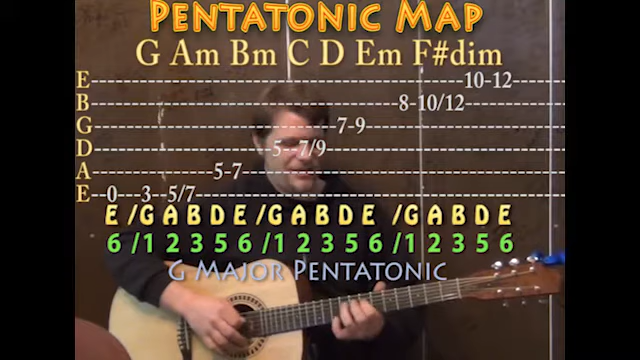 PENTATONIC MAP
G Am Bm C D Em F#dim
E------------------------------------10-12------
B------------------------------8-10/12----------
G------------------------7-9--------------------
D------------------5---7/9----------------------
A------------5-7--------------------------------
E--0---3---5/7----------------------------------
E /G A B D E /G A B D E /G A B D E
6 /1 2 3 5 6 /1 2 3 5 6 /1 2 3 5 6
G MAJOR PENTATONIC